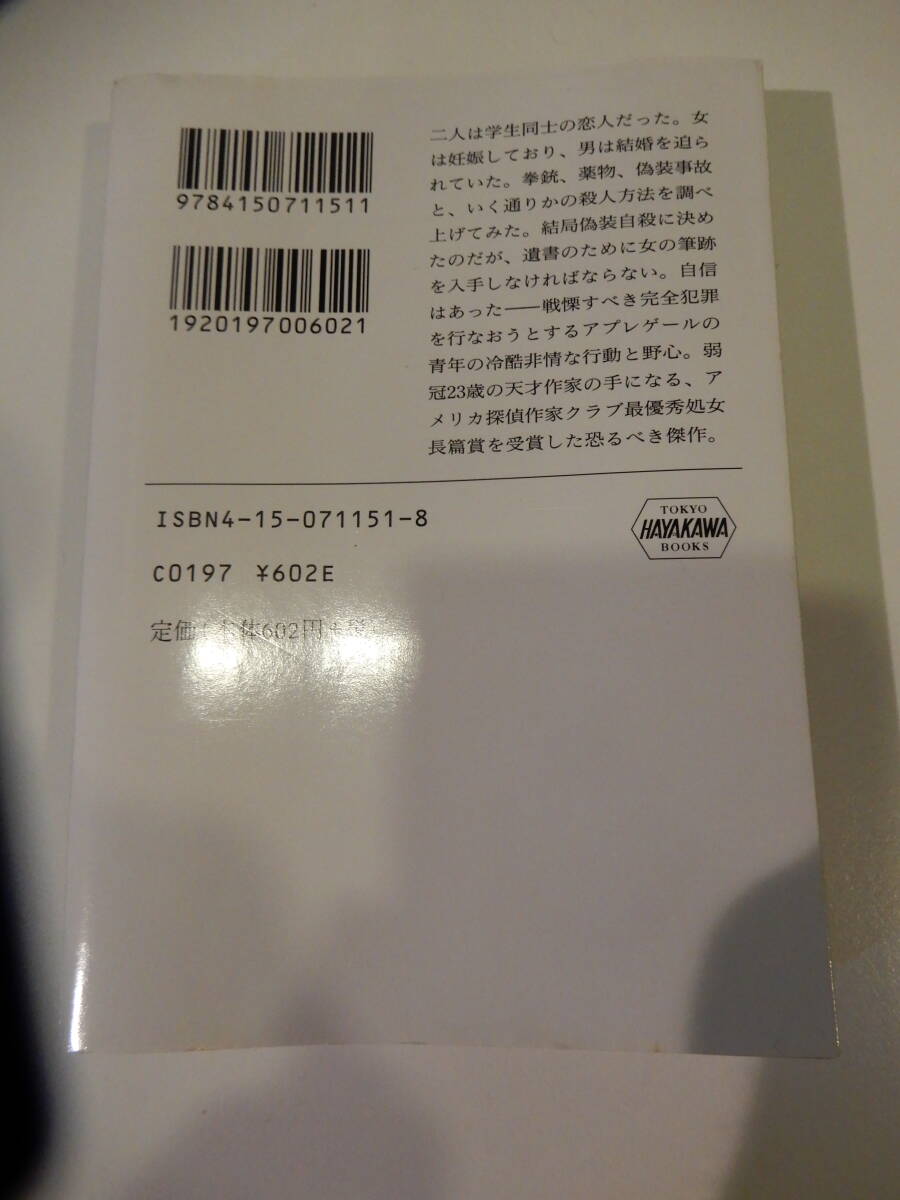 9784150711511
1920197006021
二人は学生同士の恋人だった。女
は妊娠しており、男は結婚を迫ら
れていた。拳銃、薬物、偽装事故
と、いく通りかの殺人方法を調べ
上げてみた。結局偽装自殺に決め
たのだが、遺書のために女の筆跡
を入手しなければならない。自信
はあった──戦慄すべき完全犯罪
を行なおうとするアプレゲールの
青年の冷酷非情な行動と野心。弱
冠23歳の天才作家の手になる、ア
メリカ探偵作家クラブ最優秀処女
長篇賞を受賞した恐るべき傑作。
ISBN4-15-071151-8
C0197 ¥602E
定価 本体602円+
TOKYO
HAYAKAWA
BOOKS